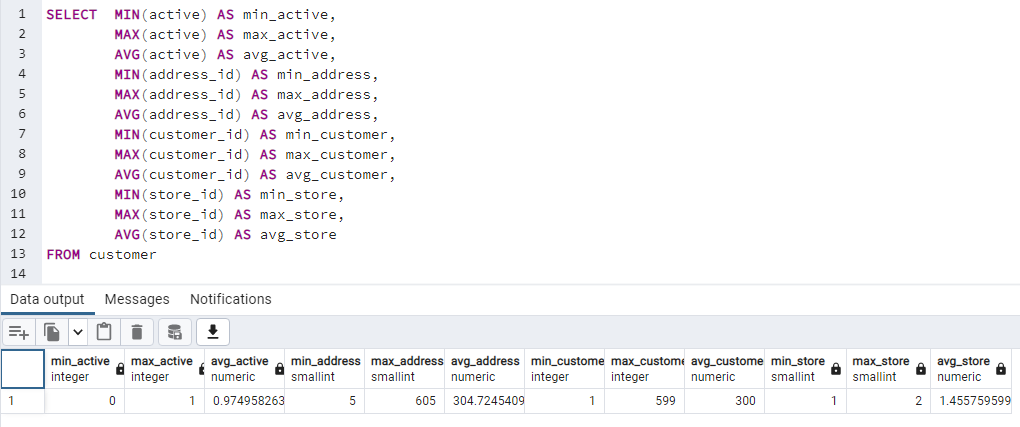 1 SELECT MIN(active) AS min_active,
2 MAX(active) AS max_active,
3 AVG(active) AS avg_active,
4 MIN(address_id) AS min_address,
5 MAX(address_id) AS max_address,
6 AVG(address_id) AS avg_address,
7 MIN(customer_id) AS min_customer,
8 MAX(customer_id) AS max_customer,
9 AVG(customer_id) AS avg_customer,
10 MIN(store_id) AS min_store,
11 MAX(store_id) AS max_store,
12 AVG(store_id) AS avg_store
13 FROM customer
14
Data output Messages Notifications
min_active max_active avg_active min_address max_address avg_address min_custome max_custome avg_custome min_store max_store avg_store
integer integer numeric smallint smallint numeric integer integer numeric smallint smallint numeric
1 0 1 0.974958263 5 605 304.7245409 1 599 300 1 2 1.455759599